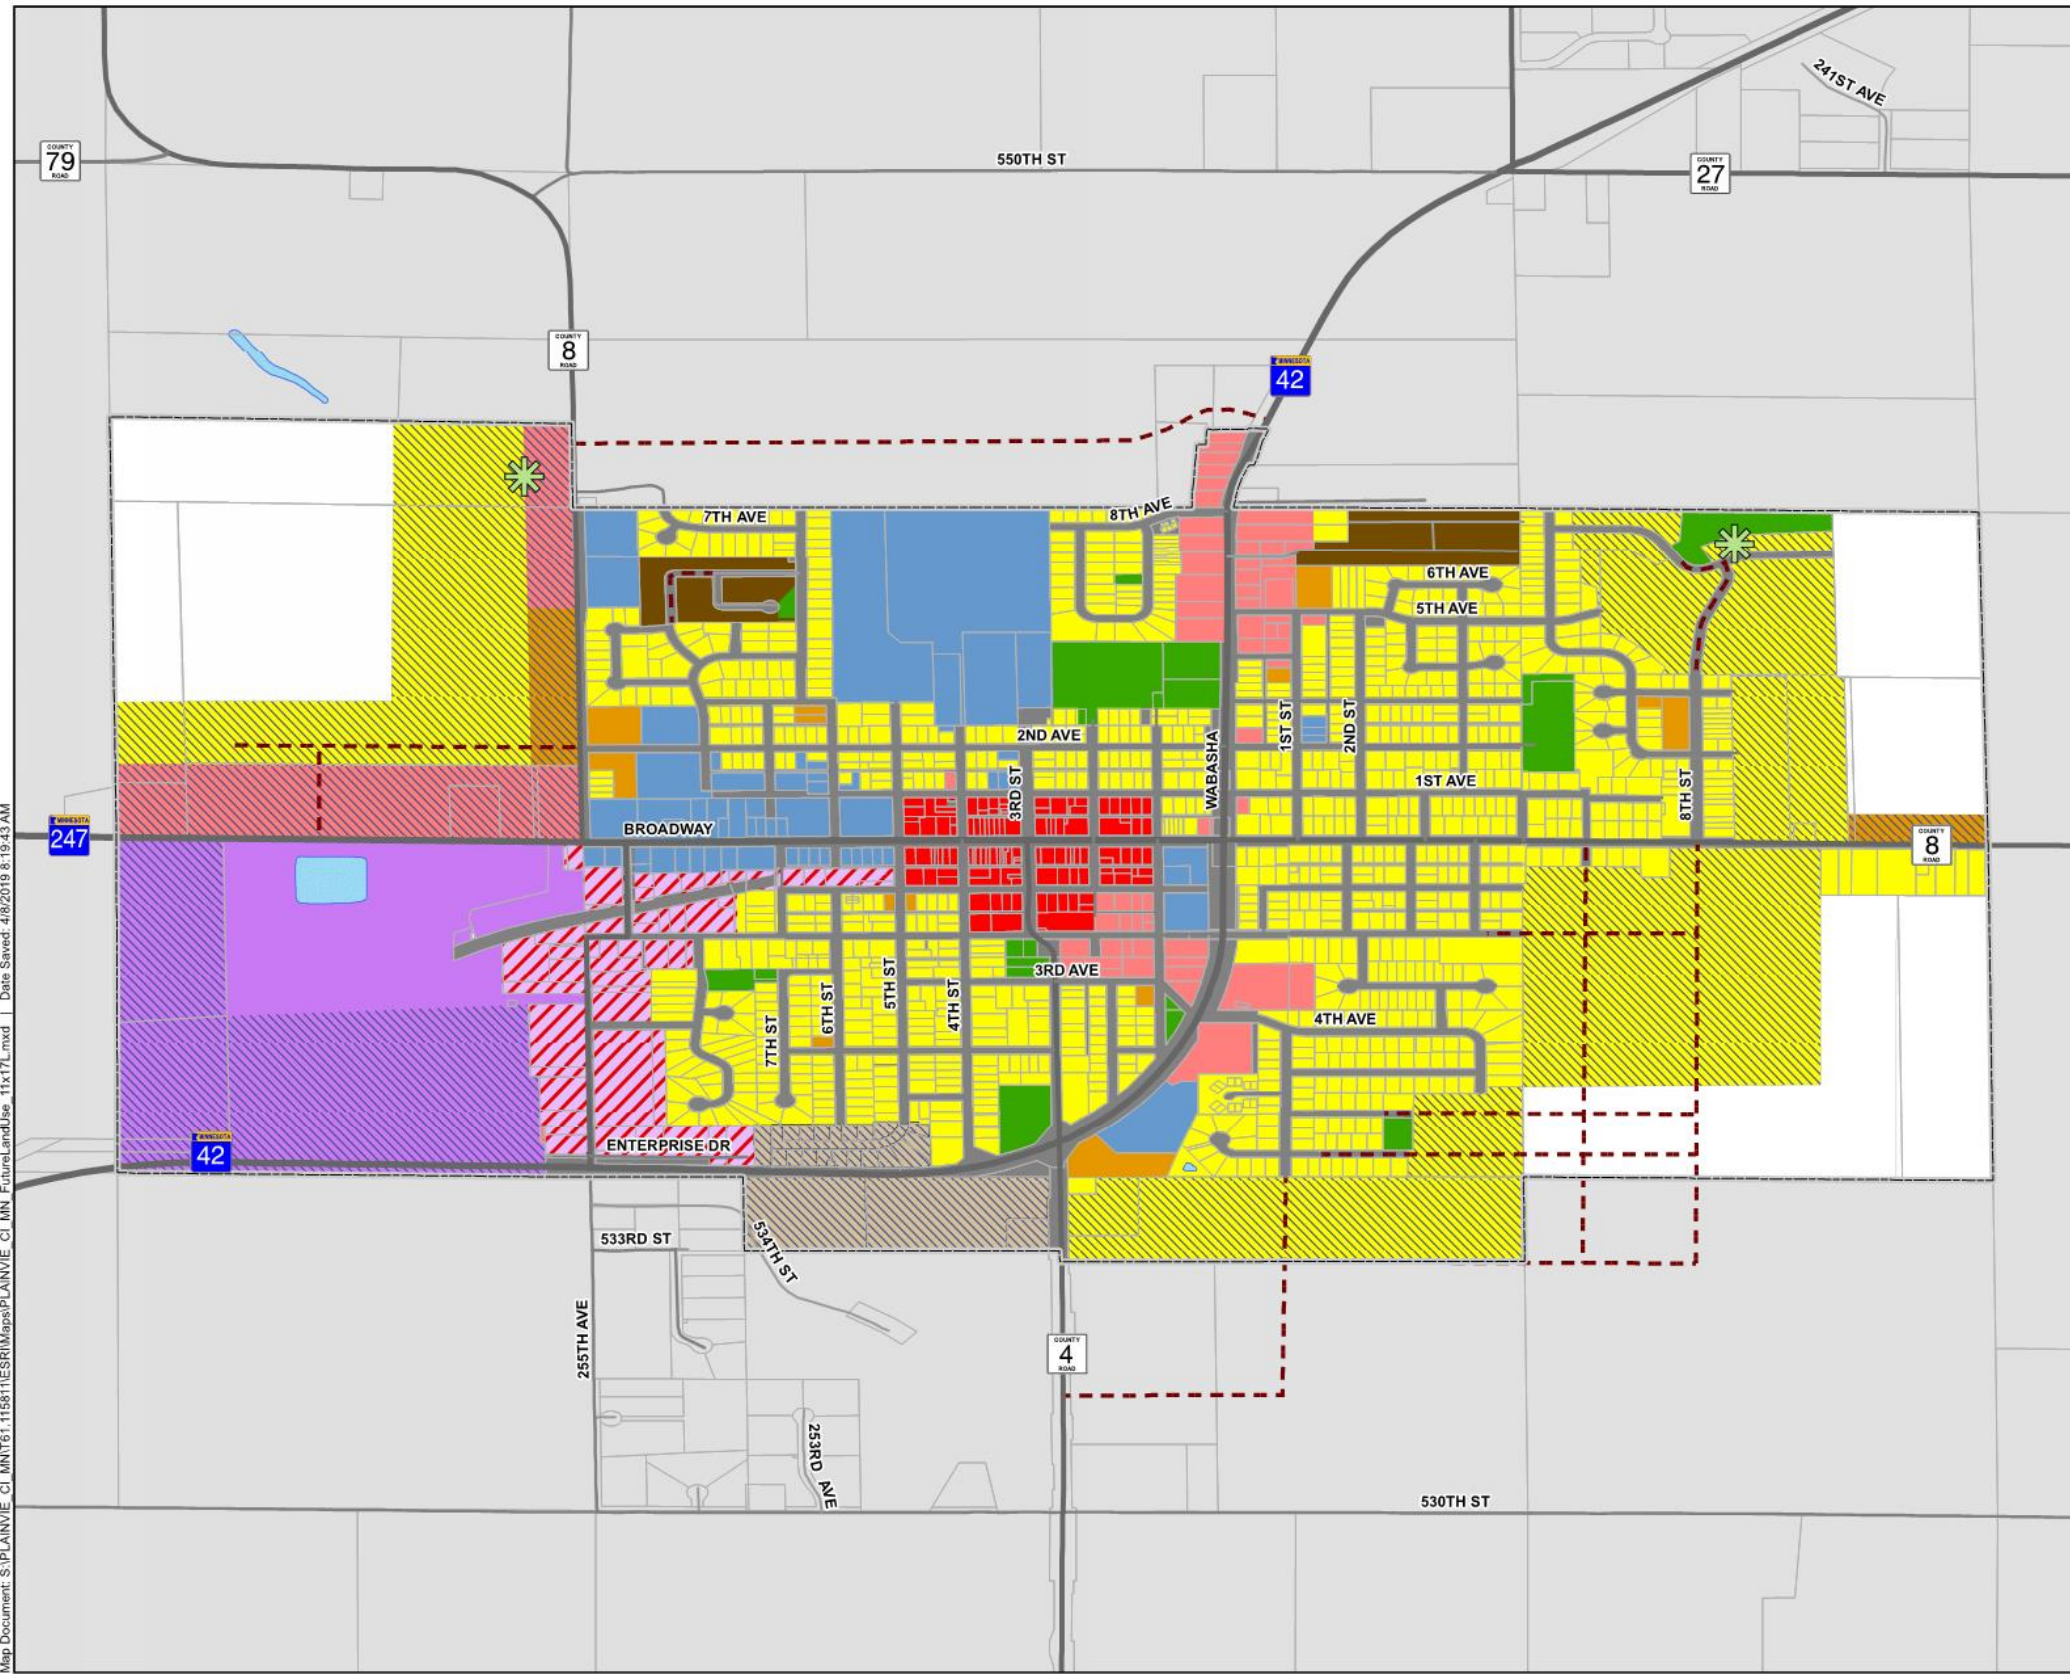 241ST AVE
COUNTY
79
ROAD
550TH ST
COUNTY
27
ROAD
COUNTY
8
ROAD
MINNESOTA
42
7TH AVE
8TH AVE
6TH AVE
5TH AVE
2ND AVE
1ST ST
2ND ST
WABASHA
3RD ST
1ST AVE
8TH ST
MINNESOTA
247
BROADWAY
COUNTY
8
ROAD
3RD AVE
5TH ST
4TH ST
6TH ST
7TH ST
4TH AVE
MINNESOTA
42
ENTERPRISE DR
533RD ST
534TH ST
255TH AVE
COUNTY
4
ROAD
253RD AVE
530TH ST
Map Document: S:\PLAINVIE_CI_MN\T61.115811\ESRI\Maps\PLAINVIE_CI_MN_FutureLandUse_11x17L.mxd | Date Saved: 4/8/2019 8:19:43 AM